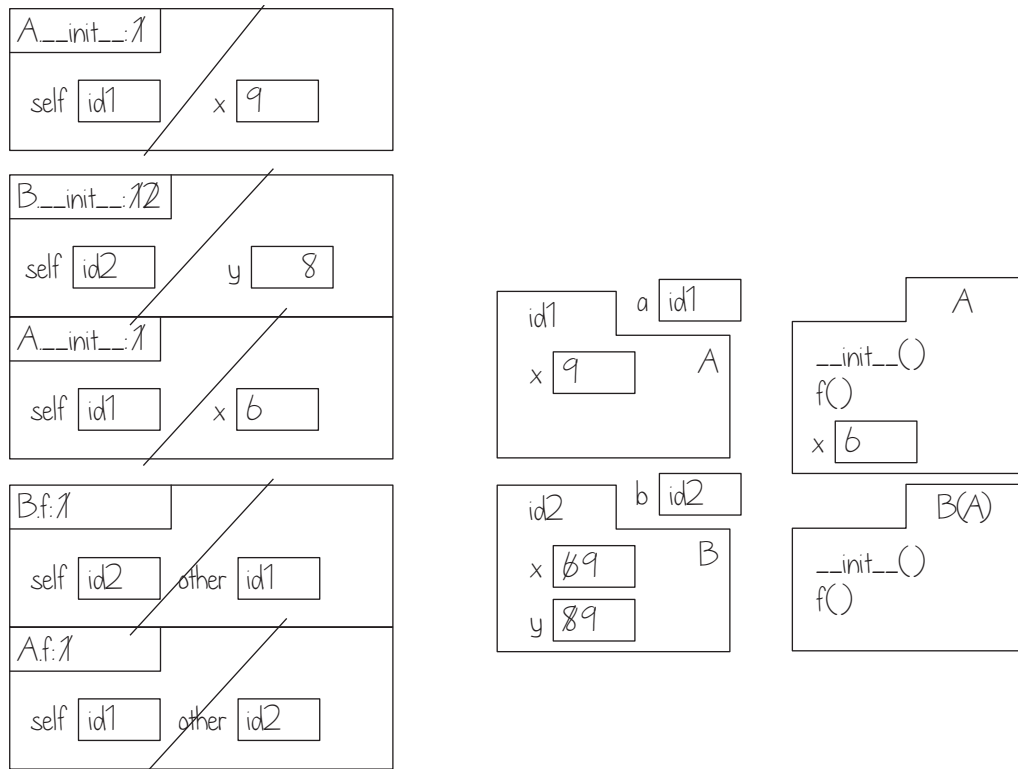 A.__init__:1
self id1 x 9
B.__init__:12
self id2 y 8
A.__init__:1
self id1 x 6
B.f:1
self id2 other id1
A.f:1
self id1 other id2
id1
a id1
A
x 9
id2
b id2
B
x 69
y 89
A
__init__()
f()
x 6
B(A)
__init__()
f()